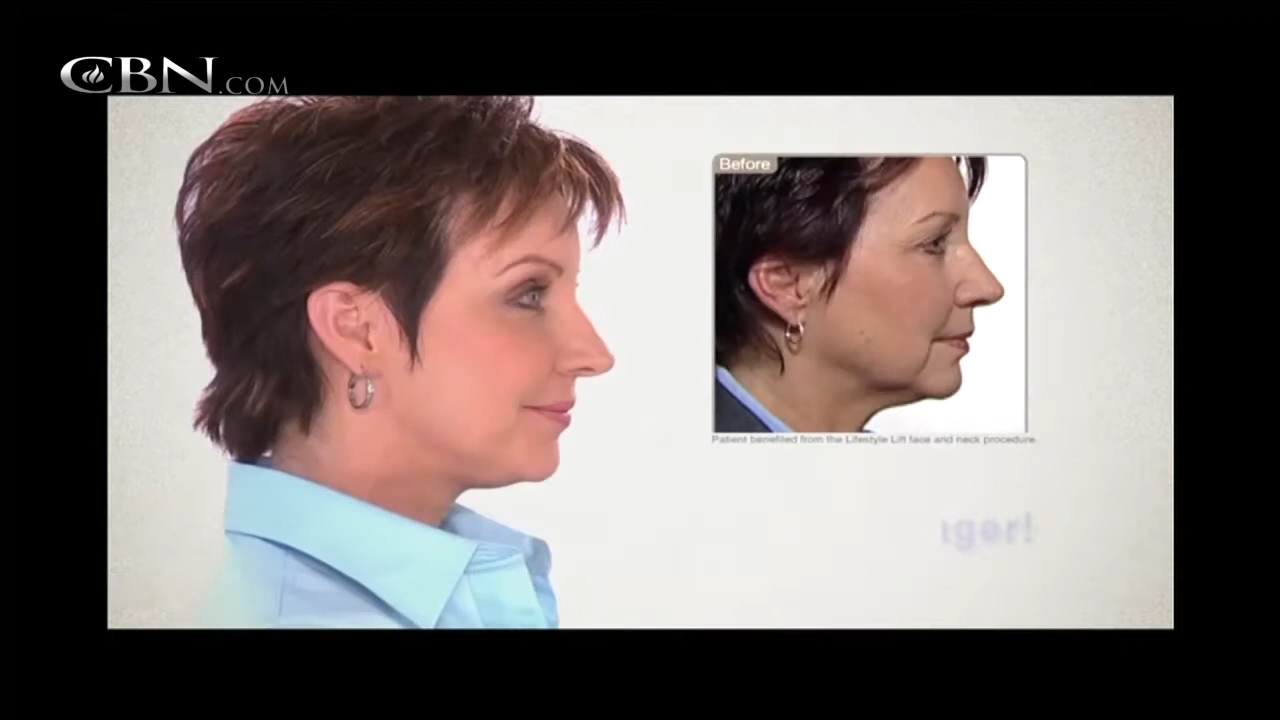 CBN.COM
Before
Patient benefited from the Lifestyle Lift face and neck procedure.